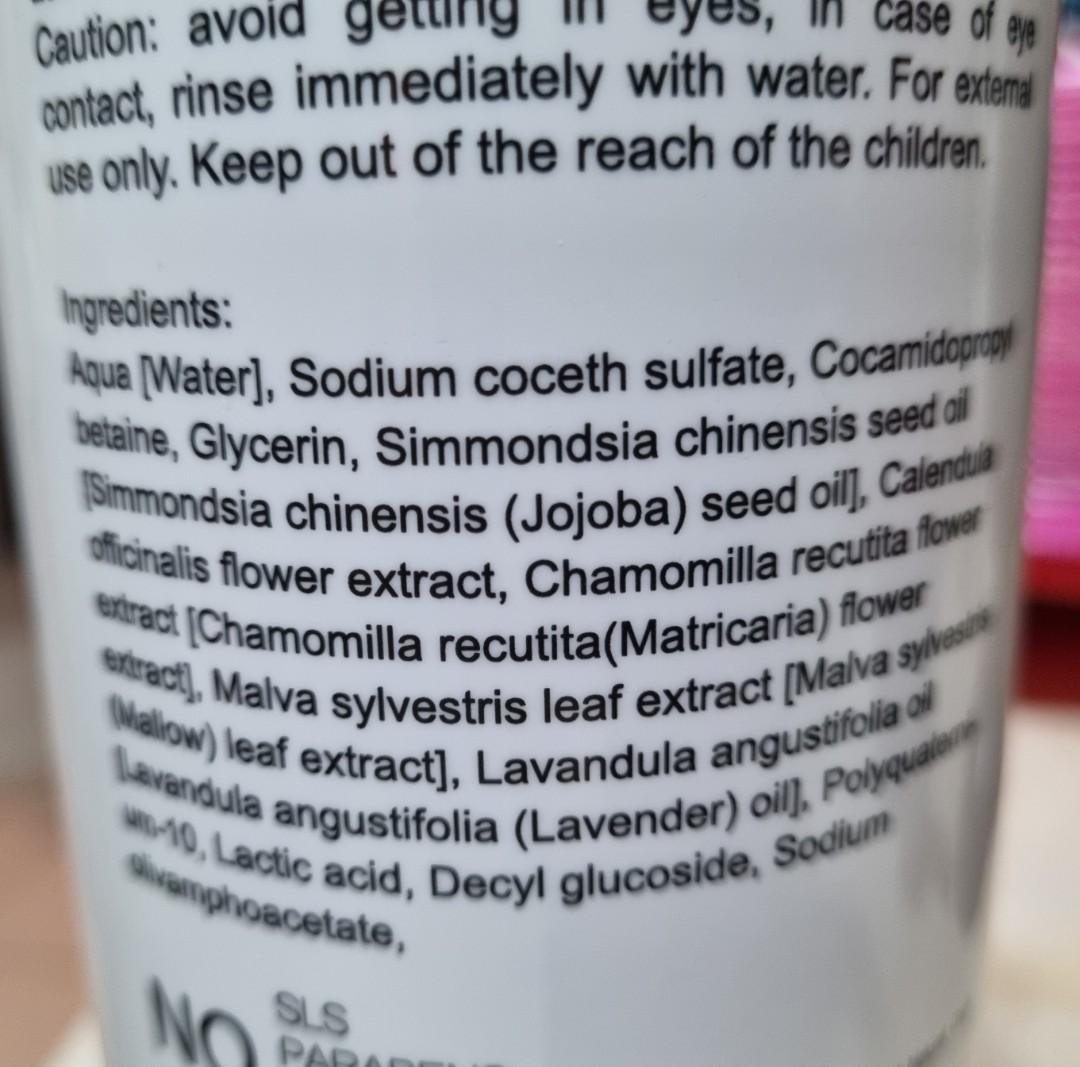 Caution: avoid getting in eyes, in case of eye
contact, rinse immediately with water. For external
use only. Keep out of the reach of the children.
Ingredients:
Aqua [Water], Sodium coceth sulfate, Cocamidopropyl
betaine, Glycerin, Simmondsia chinensis seed oil
[Simmondsia chinensis (Jojoba) seed oil], Calendula
officinalis flower extract, Chamomilla recutita flower
extract [Chamomilla recutita(Matricaria) flower
extract], Malva sylvestris leaf extract [Malva sylvestris
(Mallow) leaf extract], Lavandula angustifolia oil
[Lavandula angustifolia (Lavender) oil], Polyquaterni
um-10, Lactic acid, Decyl glucoside, Sodium
olivamphoacetate,
NO SLS
PARABENS